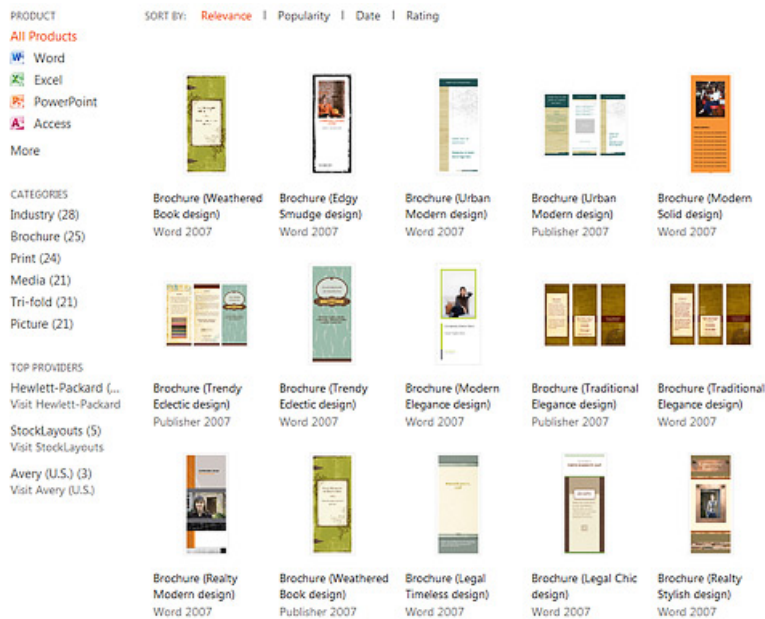 PRODUCT
All Products
Word
Excel
PowerPoint
Access
More
CATEGORIES
Industry (28)
Brochure (25)
Print (24)
Media (21)
Tri-fold (21)
Picture (21)
TOP PROVIDERS
Hewlett-Packard (...
Visit Hewlett-Packard
StockLayouts (5)
Visit StockLayouts
Avery (U.S.) (3)
Visit Avery (U.S.)
SORT BY: Relevance | Popularity | Date | Rating
Brochure (Weathered
Book design)
Word 2007
Brochure (Edgy
Smudge design)
Word 2007
Brochure (Urban
Modern design)
Word 2007
Brochure (Urban
Modern design)
Publisher 2007
Brochure (Modern
Solid design)
Word 2007
Brochure (Trendy
Eclectic design)
Publisher 2007
Brochure (Trendy
Eclectic design)
Word 2007
Brochure (Modern
Elegance design)
Word 2007
Brochure (Traditional
Elegance design)
Publisher 2007
Brochure (Traditional
Elegance design)
Word 2007
Brochure (Realty
Modern design)
Word 2007
Brochure (Weathered
Book design)
Publisher 2007
Brochure (Legal
Timeless design)
Word 2007
Brochure (Legal Chic
design)
Word 2007
Brochure (Realty
Stylish design)
Word 2007